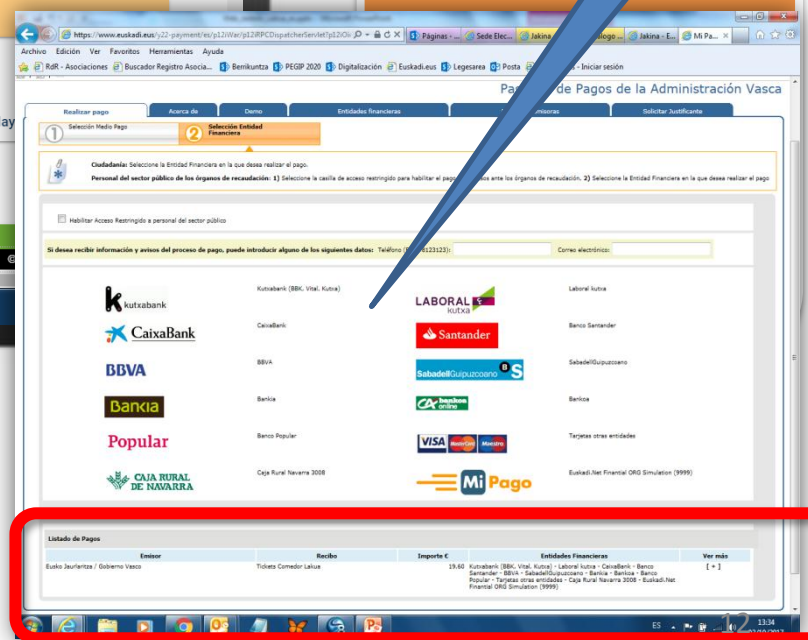 https://www.euskadi.eus/y22-payment/es/p12iWar/p12iRPCDispatcherServlet?p12iOli
Páginas - ...
Sede Elec...
Jakina
logo ...
Jakina - E...
Mi Pa...
Archivo Edición Ver Favoritos Herramientas Ayuda
RdR - Asociaciones
Buscador Registro Asocia...
Berrikuntza
PEGIP 2020
Digitalización
Euskadi.eus
Legesarea
Posta
- Iniciar sesión
de Pagos de la Administración Vasca
Realizar pago
Acerca de
Demo
Entidades financieras
isoras
Solicitar Justificante
1 Selección Medio Pago
2 Selección Entidad
Financiera
Ciudadanía: Seleccione la Entidad Financiera en la que desea realizar el pago.
Personal del sector público de los órganos de recaudación: 1) Seleccione la casilla de acceso restringido para habilitar el pago ante los órganos de recaudación. 2) Seleccione la Entidad Financiera en la que desea realizar el pago
Habilitar Acceso Restringido a personal del sector público
Si desea recibir información y avisos del proceso de pago, puede introducir alguno de los siguientes datos: Teléfono 6123123):
Correo electrónico:
kutxabank
Kutxabank (BBK, Vital, Kutxa)
LABORAL
kutxa
Laboral kutxa
CaixaBank
CaixaBank
Santander
Banco Santander
BBVA
BBVA
SabadellGuipuzcoano B S
SabadellGuipuzcoano
Bankia
Bankia
CA bankoa
online
Bankoa
Popular
Banco Popular
VISA MasterCard Maestro
Tarjetas otras entidades
CAJA RURAL
DE NAVARRA
Caja Rural Navarra 3008
Mi Pago
Euskadi.Net Finantial ORG Simulation (9999)
Listado de Pagos
Emisor Recibo Importe € Entidades Financieras Ver más
Eusko Jaurlaritza / Gobierno Vasco Tickets Comedor Lakua 19.60 Kutxabank (BBK, Vital, Kutxa) - Laboral kutxa - CaixaBank - Banco [ + ]
Santander - BBVA - SabadellGuipuzcoano - Bankia - Bankoa - Banco
Popular - Tarjetas otras entidades - Caja Rural Navarra 3008 - Euskadi.Net
Finantial ORG Simulation (9999)
ES
12
13:34